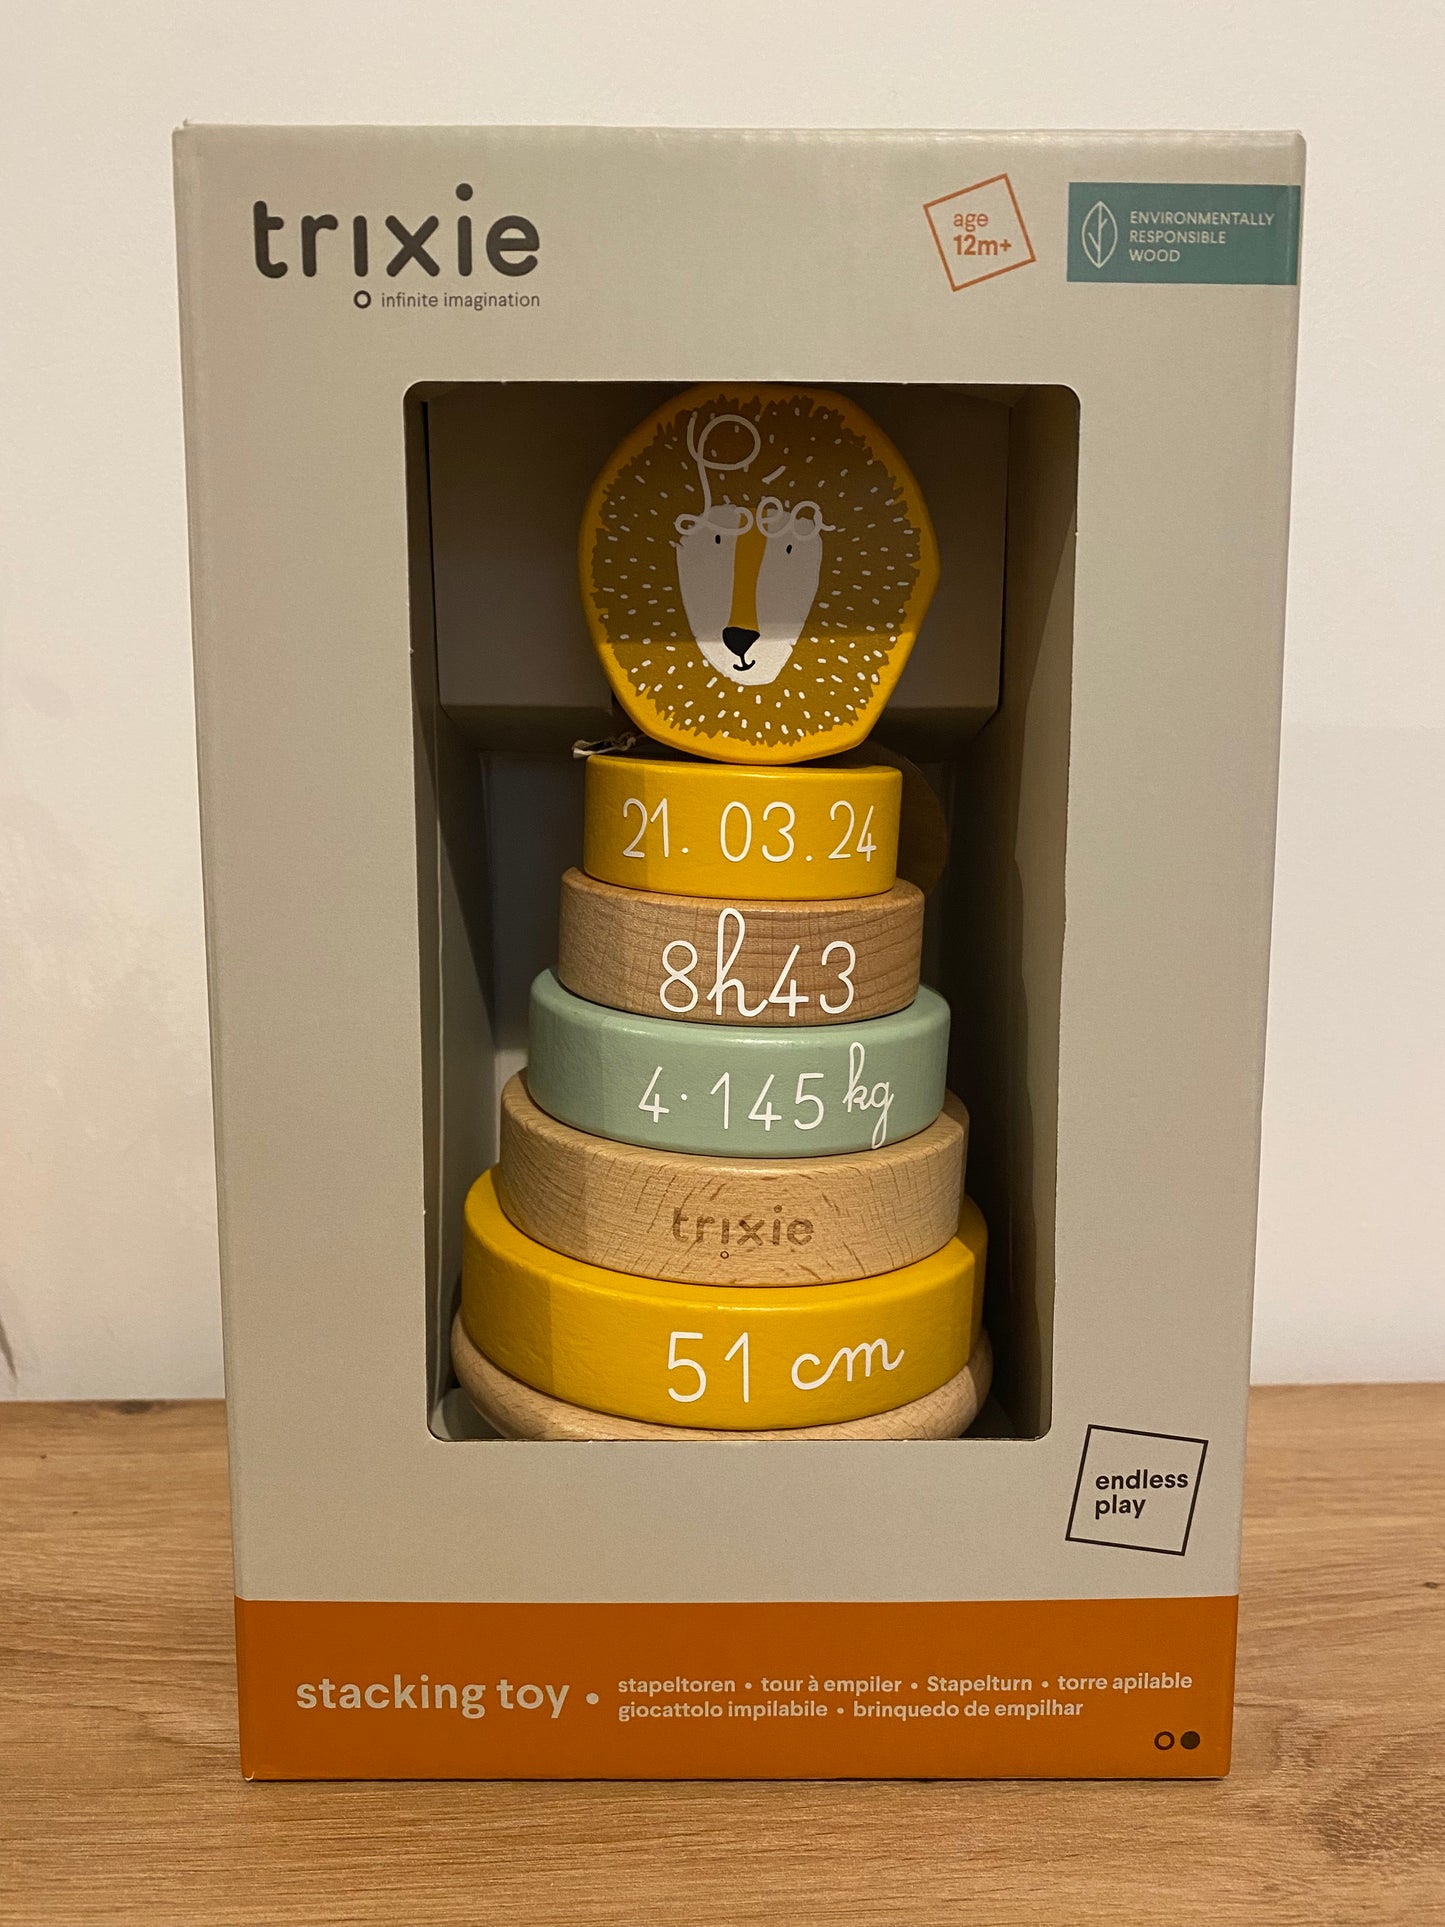 trixie
infinite imagination
age
12m+
ENVIRONMENTALLY
RESPONSIBLE
WOOD
Léa
21.03.24
8h43
4.145 kg
trixie
51 cm
endless
play
stacking toy • stapeltoren • tour à empiler • Stapelturn • torre apilable
giocattolo impilabile • brinquedo de empilhar